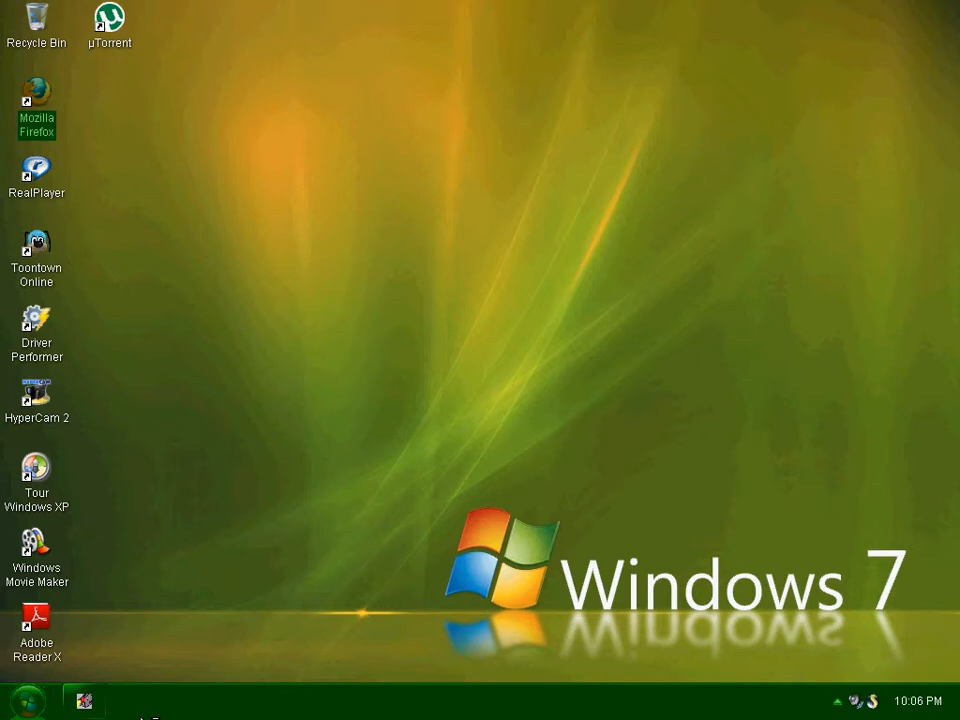 Recycle Bin
µTorrent
Mozilla
Firefox
RealPlayer
Toontown
Online
Driver
Performer
HyperCam 2
Tour
Windows XP
Windows
Movie Maker
Adobe
Reader X
Windows 7
10:06 PM